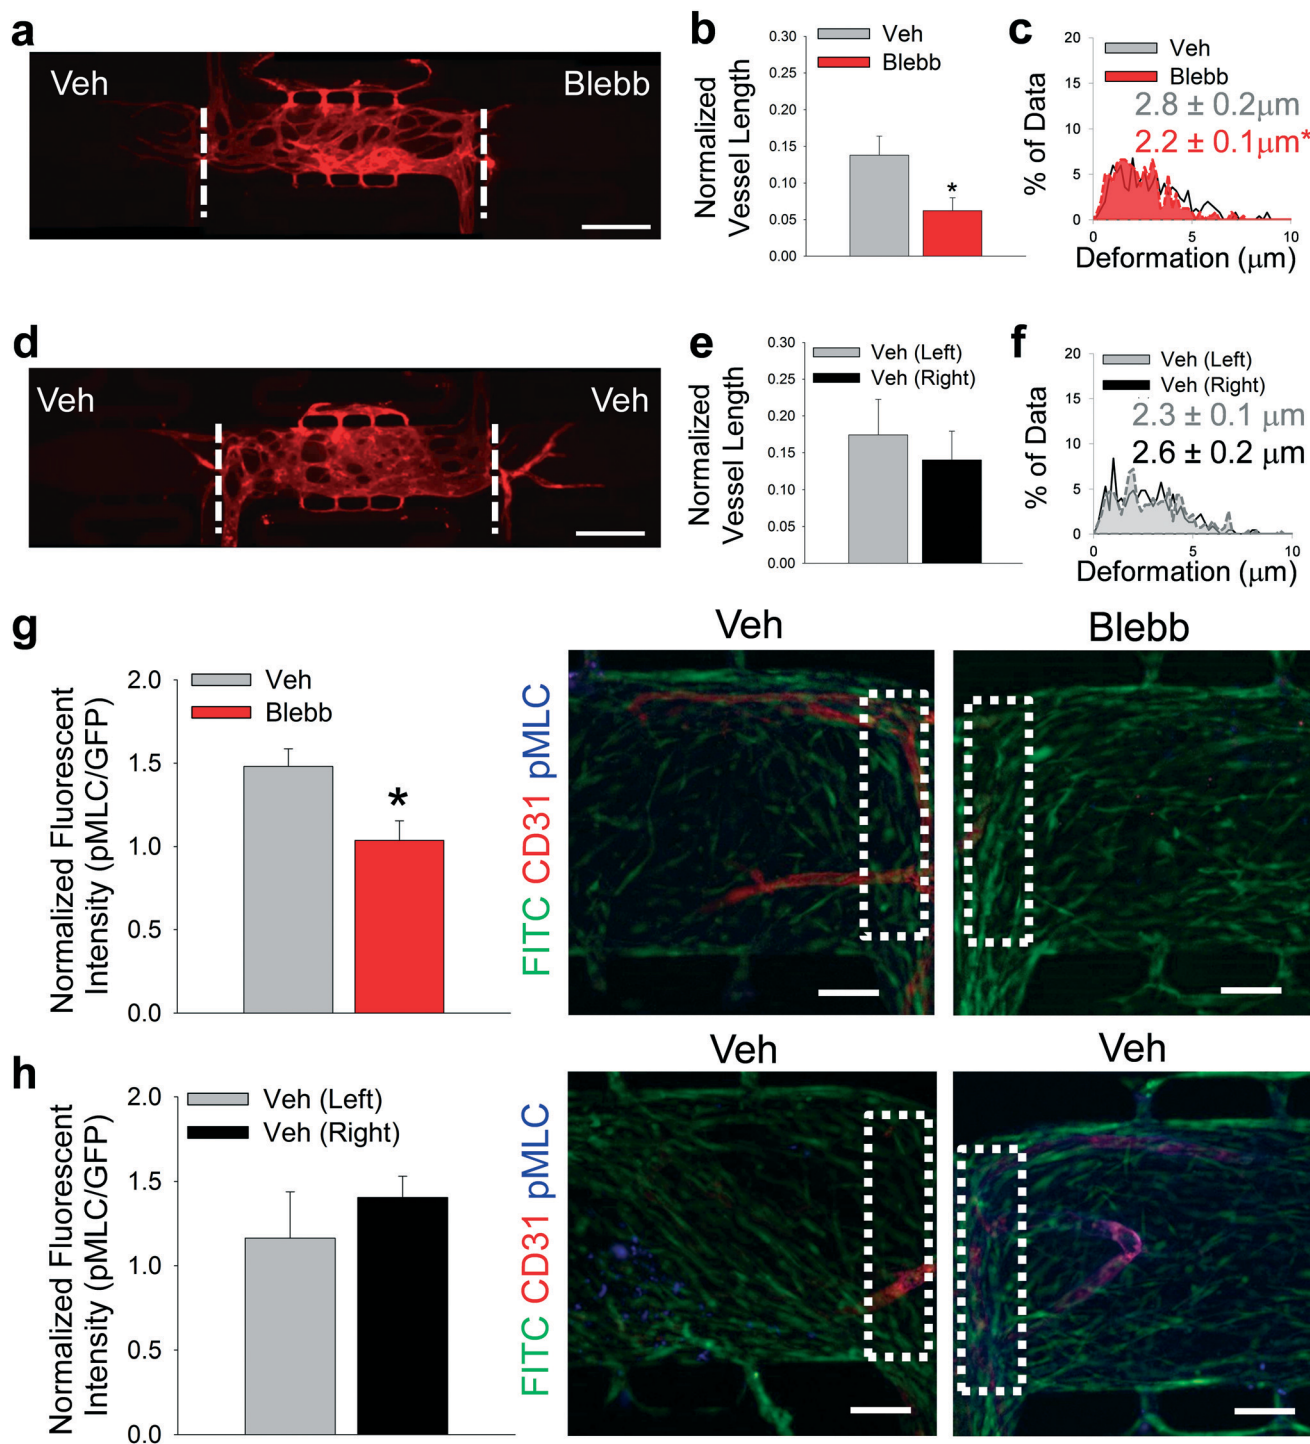 a
Veh
Blebb
b
Normalized
Vessel Length
0.30
0.25
0.20
0.15
0.10
0.05
0.00
Veh
Blebb
*
c
% of Data
20
15
10
5
0
Veh
Blebb
2.8 ± 0.2μm
2.2 ± 0.1μm*
0
5
10
Deformation (μm)
d
Veh
Veh
e
Normalized
Vessel Length
0.30
0.25
0.20
0.15
0.10
0.05
0.00
Veh (Left)
Veh (Right)
f
% of Data
20
15
10
5
0
Veh (Left)
Veh (Right)
2.3 ± 0.1 μm
2.6 ± 0.2 μm
0
5
10
Deformation (μm)
g
Normalized Fluorescent
Intensity (pMLC/GFP)
2.0
1.5
1.0
0.5
0.0
Veh
Blebb
*
FITC CD31 pMLC
Veh
Blebb
h
Normalized Fluorescent
Intensity (pMLC/GFP)
2.0
1.5
1.0
0.5
0.0
Veh (Left)
Veh (Right)
FITC CD31 pMLC
Veh
Veh